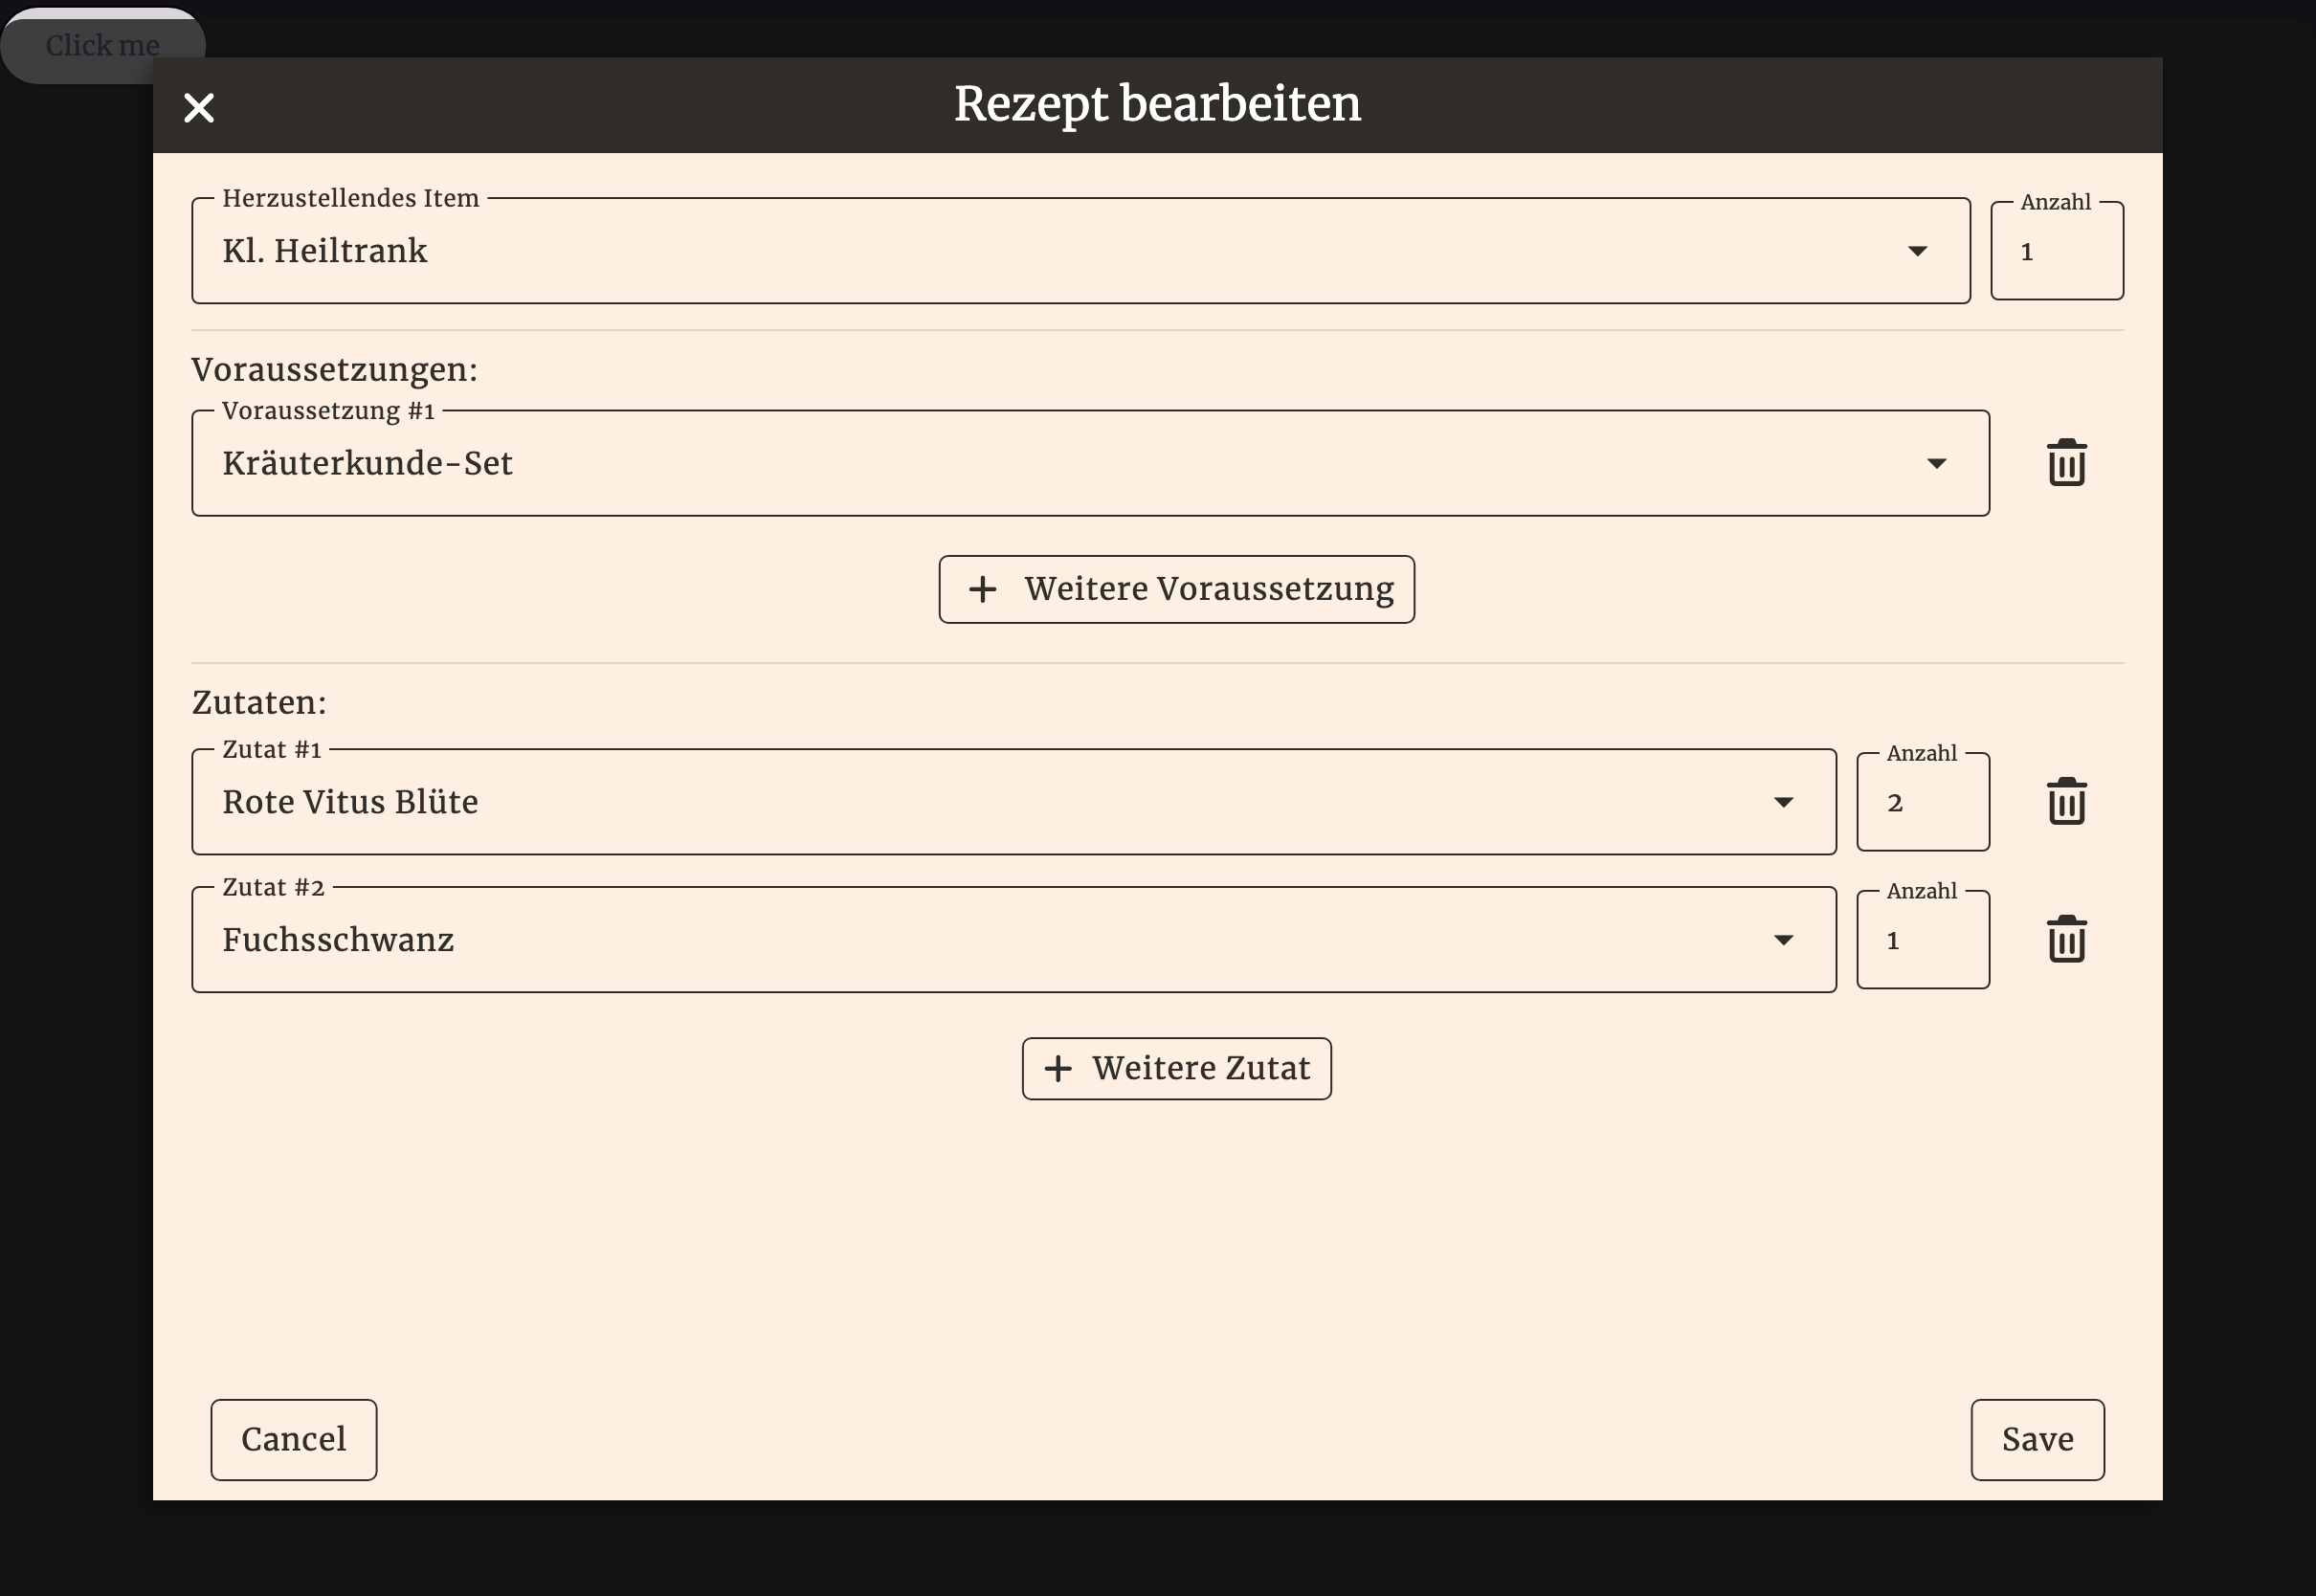 Click me
Rezept bearbeiten
Herzustellendes Item
Anzahl
Kl. Heiltrank
1
Voraussetzungen:
Voraussetzung #1
Kräuterkunde-Set
Weitere Voraussetzung
Zutaten:
Zutat #1
Anzahl
Rote Vitus Blüte
2
Zutat #2
Anzahl
Fuchsschwanz
1
Weitere Zutat
Cancel
Save